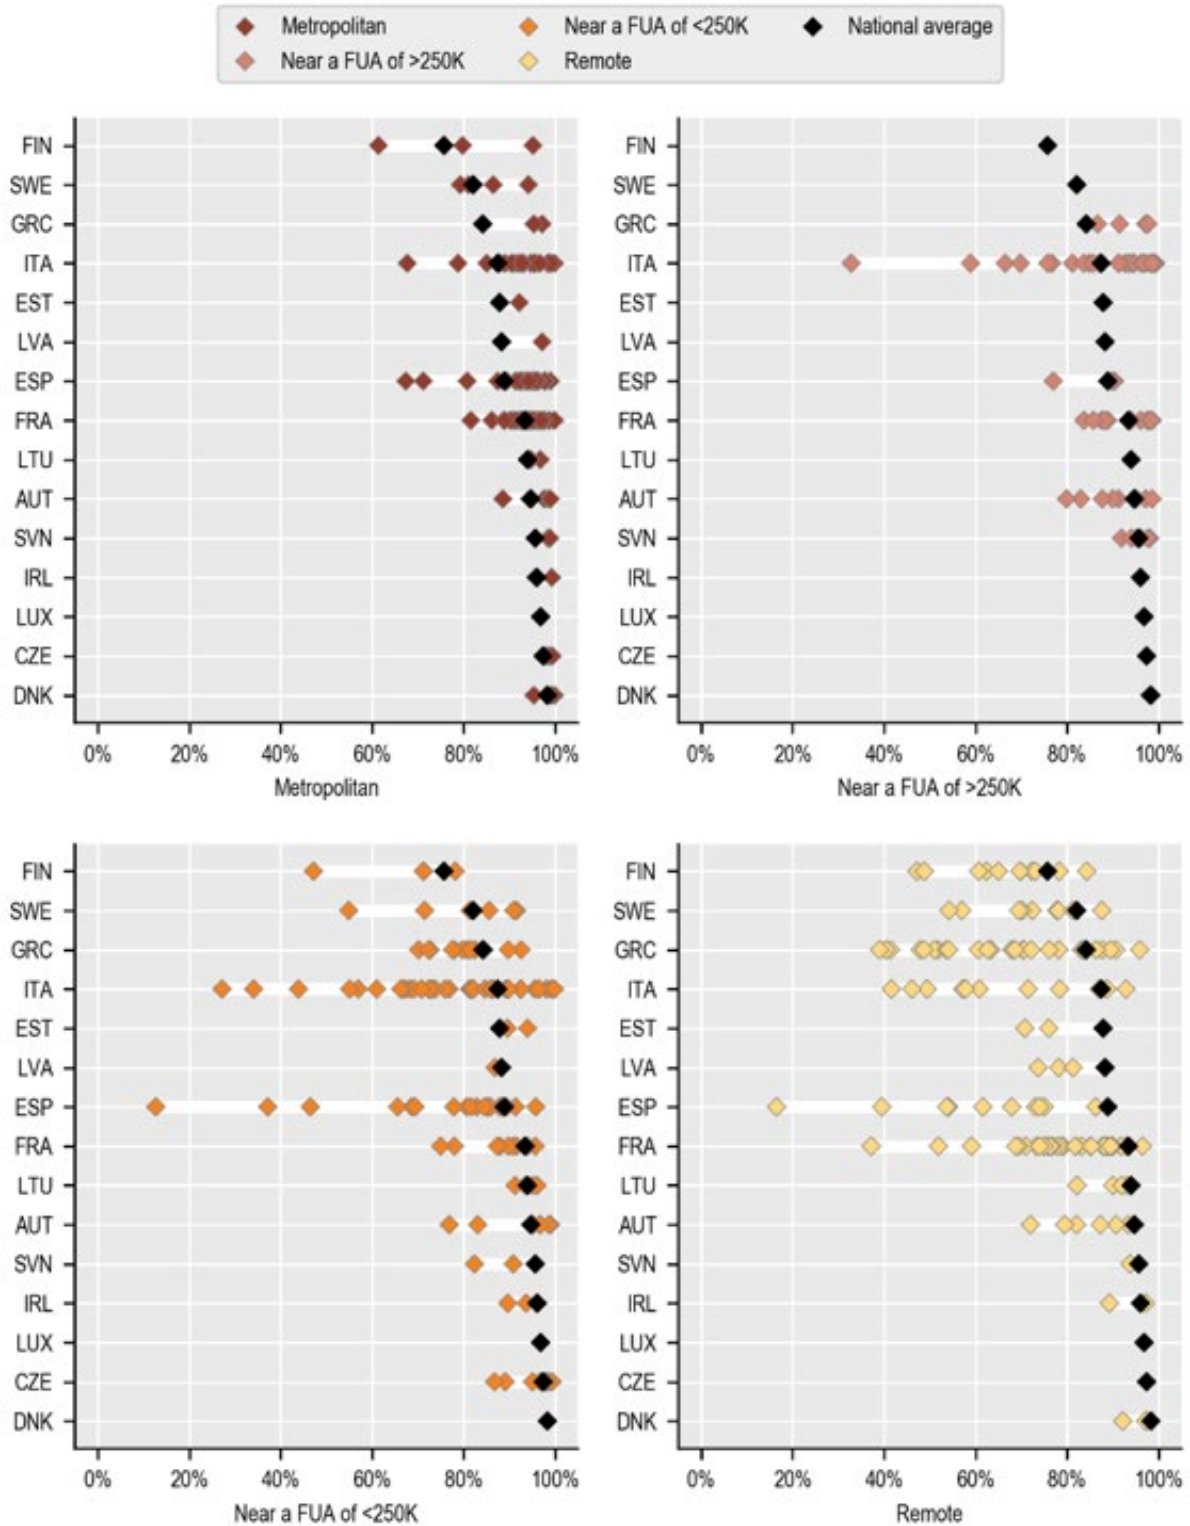 Metropolitan
Near a FUA of <250K
National average
Near a FUA of >250K
Remote
FIN
SWE
GRC
ITA
EST
LVA
ESP
FRA
LTU
AUT
SVN
IRL
LUX
CZE
DNK
0% 20% 40% 60% 80% 100%
Metropolitan
FIN
SWE
GRC
ITA
EST
LVA
ESP
FRA
LTU
AUT
SVN
IRL
LUX
CZE
DNK
0% 20% 40% 60% 80% 100%
Near a FUA of >250K
FIN
SWE
GRC
ITA
EST
LVA
ESP
FRA
LTU
AUT
SVN
IRL
LUX
CZE
DNK
0% 20% 40% 60% 80% 100%
Near a FUA of <250K
FIN
SWE
GRC
ITA
EST
LVA
ESP
FRA
LTU
AUT
SVN
IRL
LUX
CZE
DNK
0% 20% 40% 60% 80% 100%
Remote